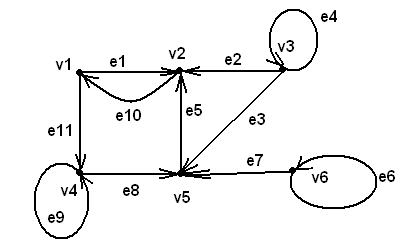 e4
v1 e1 v2 e2 v3
e10 e5 e3
e11
v4 e8 v5 e7 v6 e6
e9